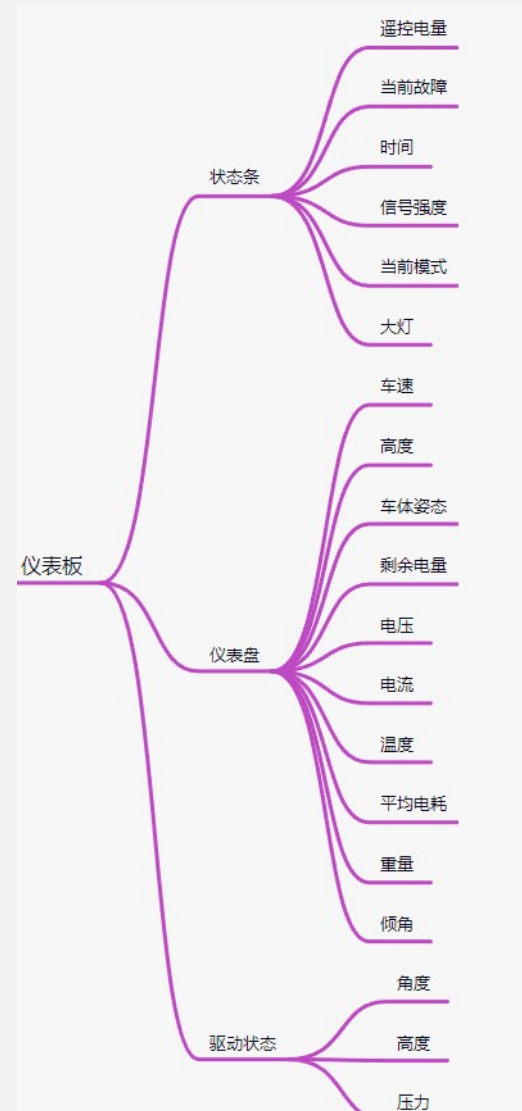 遥控电量
当前故障
时间
状态条
信号强度
当前模式
大灯
车速
高度
车体姿态
仪表板
剩余电量
电压
仪表盘
电流
温度
平均电耗
重量
倾角
角度
驱动状态
高度
压力